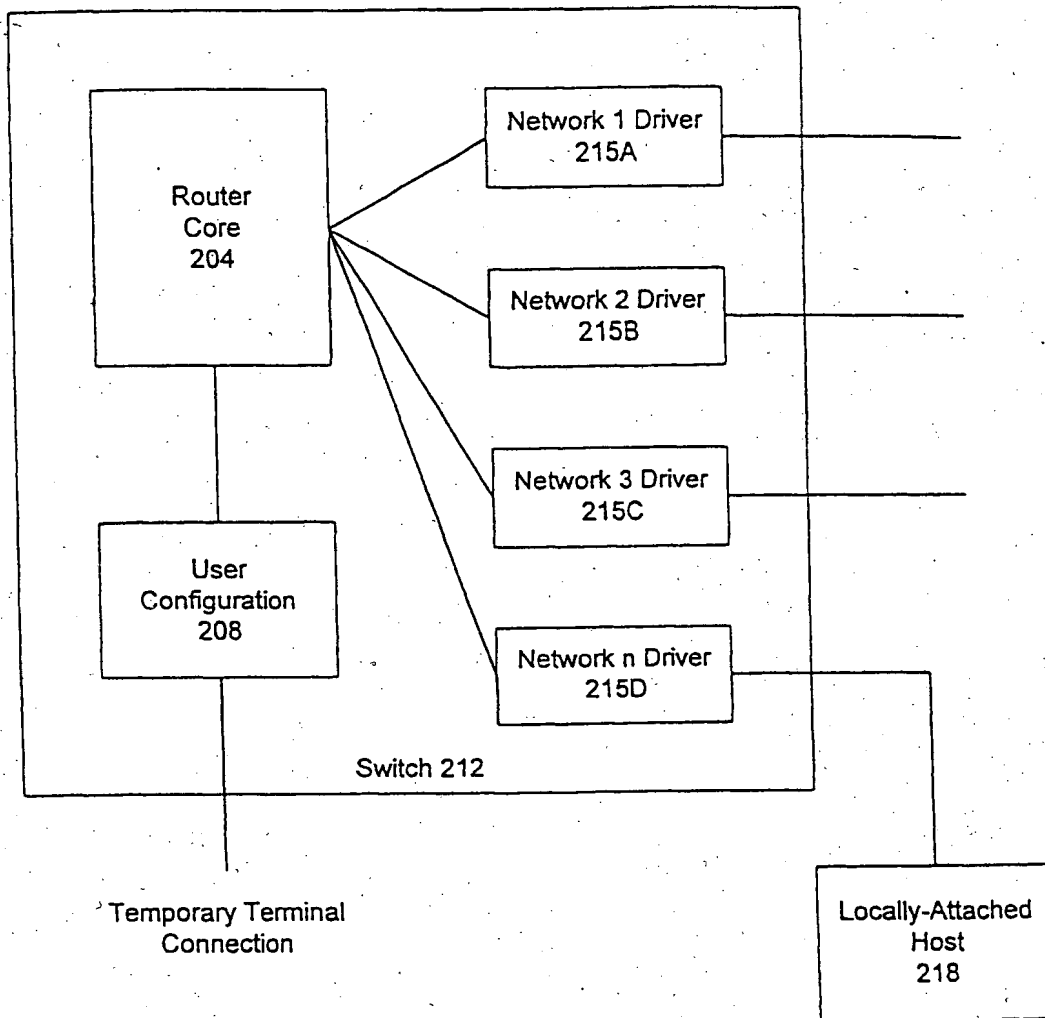 Router
Core
204
Network 1 Driver
215A
Network 2 Driver
215B
Network 3 Driver
215C
User
Configuration
208
Network n Driver
215D
Switch 212
Temporary Terminal
Connection
Locally-Attached
Host
218